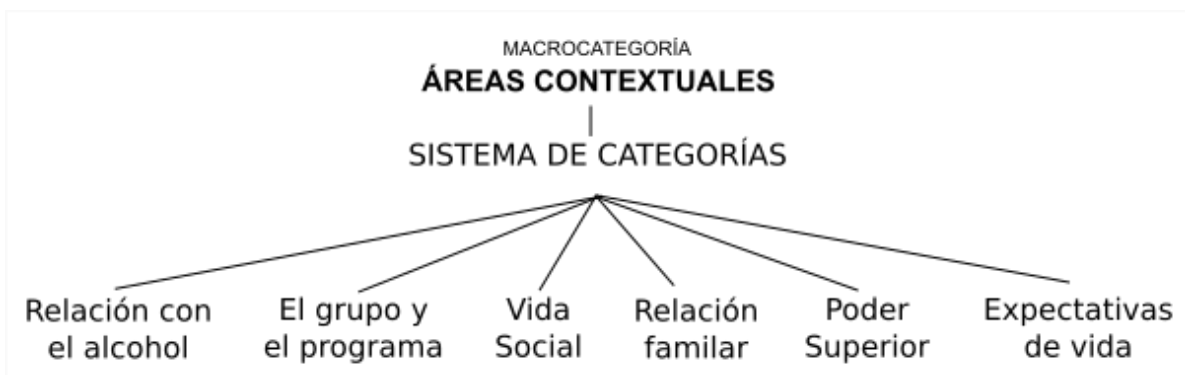 MACROCATEGORÍA
ÁREAS CONTEXTUALES
SISTEMA DE CATEGORÍAS
Relación con
el alcohol
El grupo y
el programa
Vida
Social
Relación
familar
Poder
Superior
Expectativas
de vida